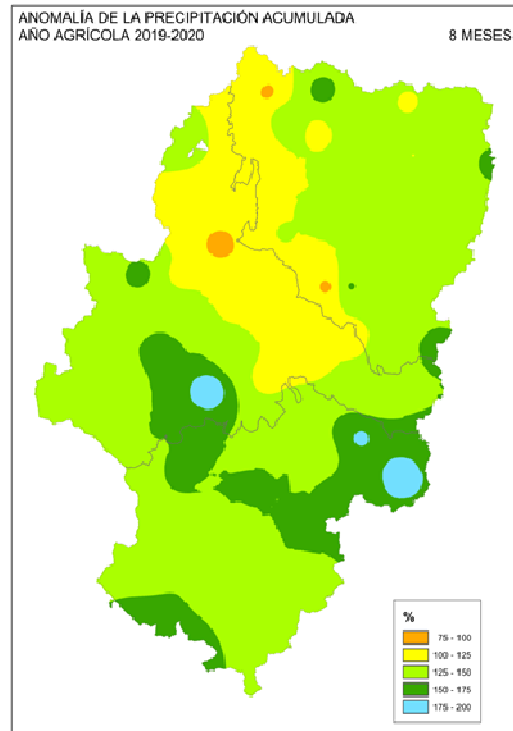 ANOMALÍA DE LA PRECIPITACIÓN ACUMULADA
AÑO AGRÍCOLA 2019-2020 8 MESES
%
75 - 100
100 - 125
125 - 150
150 - 175
175 - 200